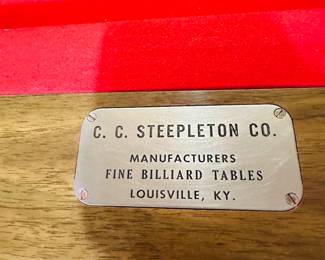 C. C. STEEPLETON CO.
MANUFACTURERS
FINE BILLIARD TABLES
LOUISVILLE, KY.